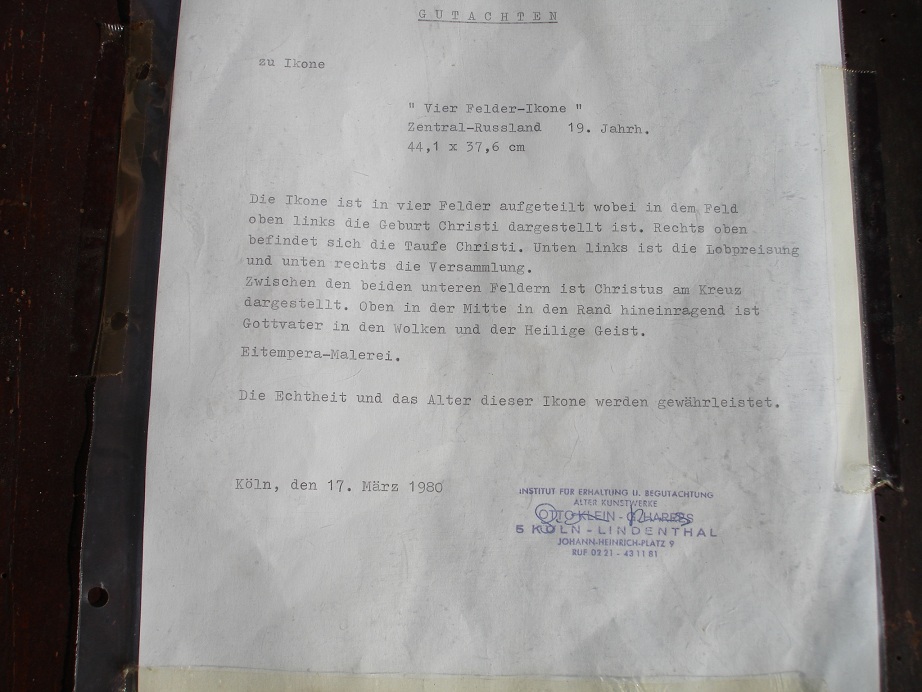 GUTACHTEN
zu Ikone
" Vier Felder-Ikone "
Zentral-Russland 19. Jahrh.
44,1 x 37,6 cm
Die Ikone ist in vier Felder aufgeteilt wobei in dem Feld
oben links die Geburt Christi dargestellt ist. Rechts oben
befindet sich die Taufe Christi. Unten links ist die Lobpreisung
und unten rechts die Versammlung.
Zwischen den beiden unteren Feldern ist Christus am Kreuz
dargestellt. Oben in der Mitte in den Rand hineinragend ist
Gottvater in den Wolken und der Heilige Geist.
Eitempera-Malerei.
Die Echtheit und das Alter dieser Ikone werden gewährleistet.
Köln, den 17. März 1980
INSTITUT FÜR ERHALTUNG U. BEGUTACHTUNG
ALTER KUNSTWERKE
OTTO KLEIN -
5 KÖLN - LINDENTHAL
JOHANN-HEINRICH-PLATZ 9
RUF 02 21 - 43 11 81